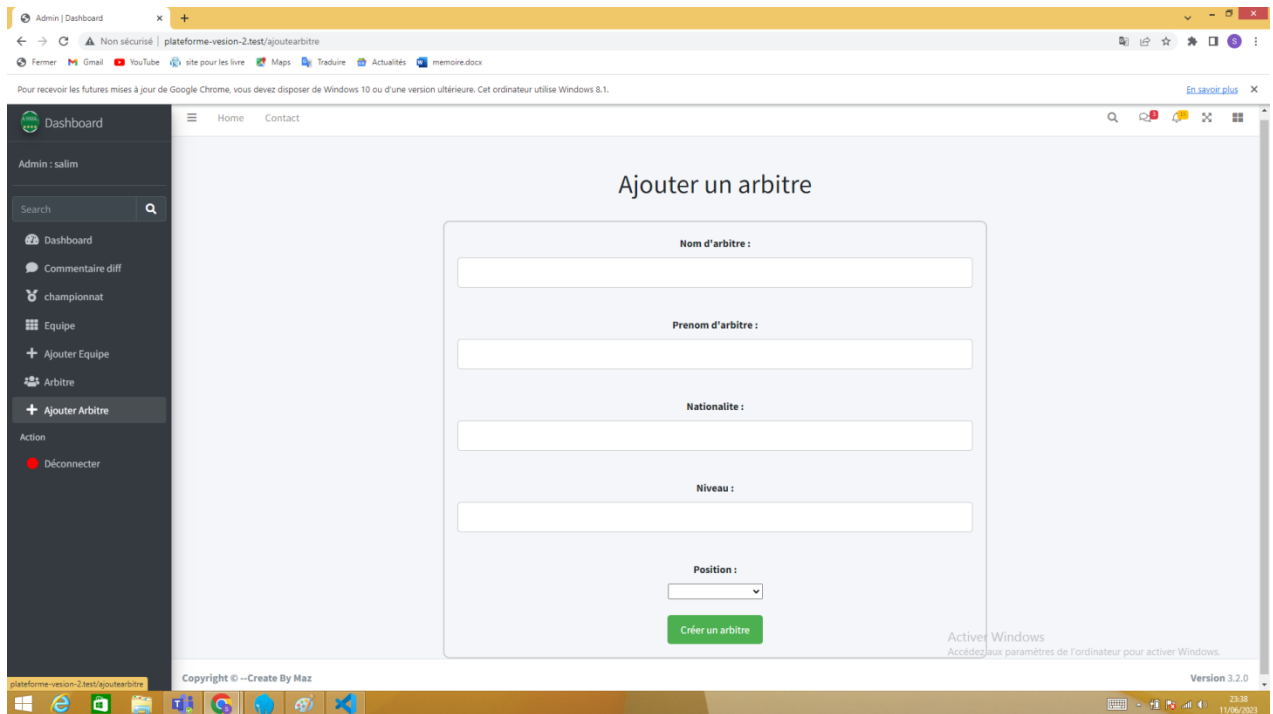 Admin | Dashboard
Non sécurisé | plateforme-vesion-2.test/ajoutearbitre
S
Fermer
Gmail
YouTube
site pour les livre
Maps
Traduire
Actualités
memoire.docx
Pour recevoir les futures mises à jour de Google Chrome, vous devez disposer de Windows 10 ou d'une version ultérieure. Cet ordinateur utilise Windows 8.1.
En savoir plus
Dashboard
Home
Contact
3
Admin : salim
Search
Dashboard
Commentaire diff
championnat
Equipe
Ajouter Equipe
Arbitre
Ajouter Arbitre
Action
Déconnecter
Ajouter un arbitre
Nom d'arbitre :
Prenom d'arbitre :
Nationalite :
Niveau :
Position :
Créer un arbitre
Activer Windows
Accédez aux paramètres de l'ordinateur pour activer Windows.
Copyright © --Create By Maz
Version 3.2.0
plateforme-vesion-2.test/ajoutearbitre
23:38
11/06/2023